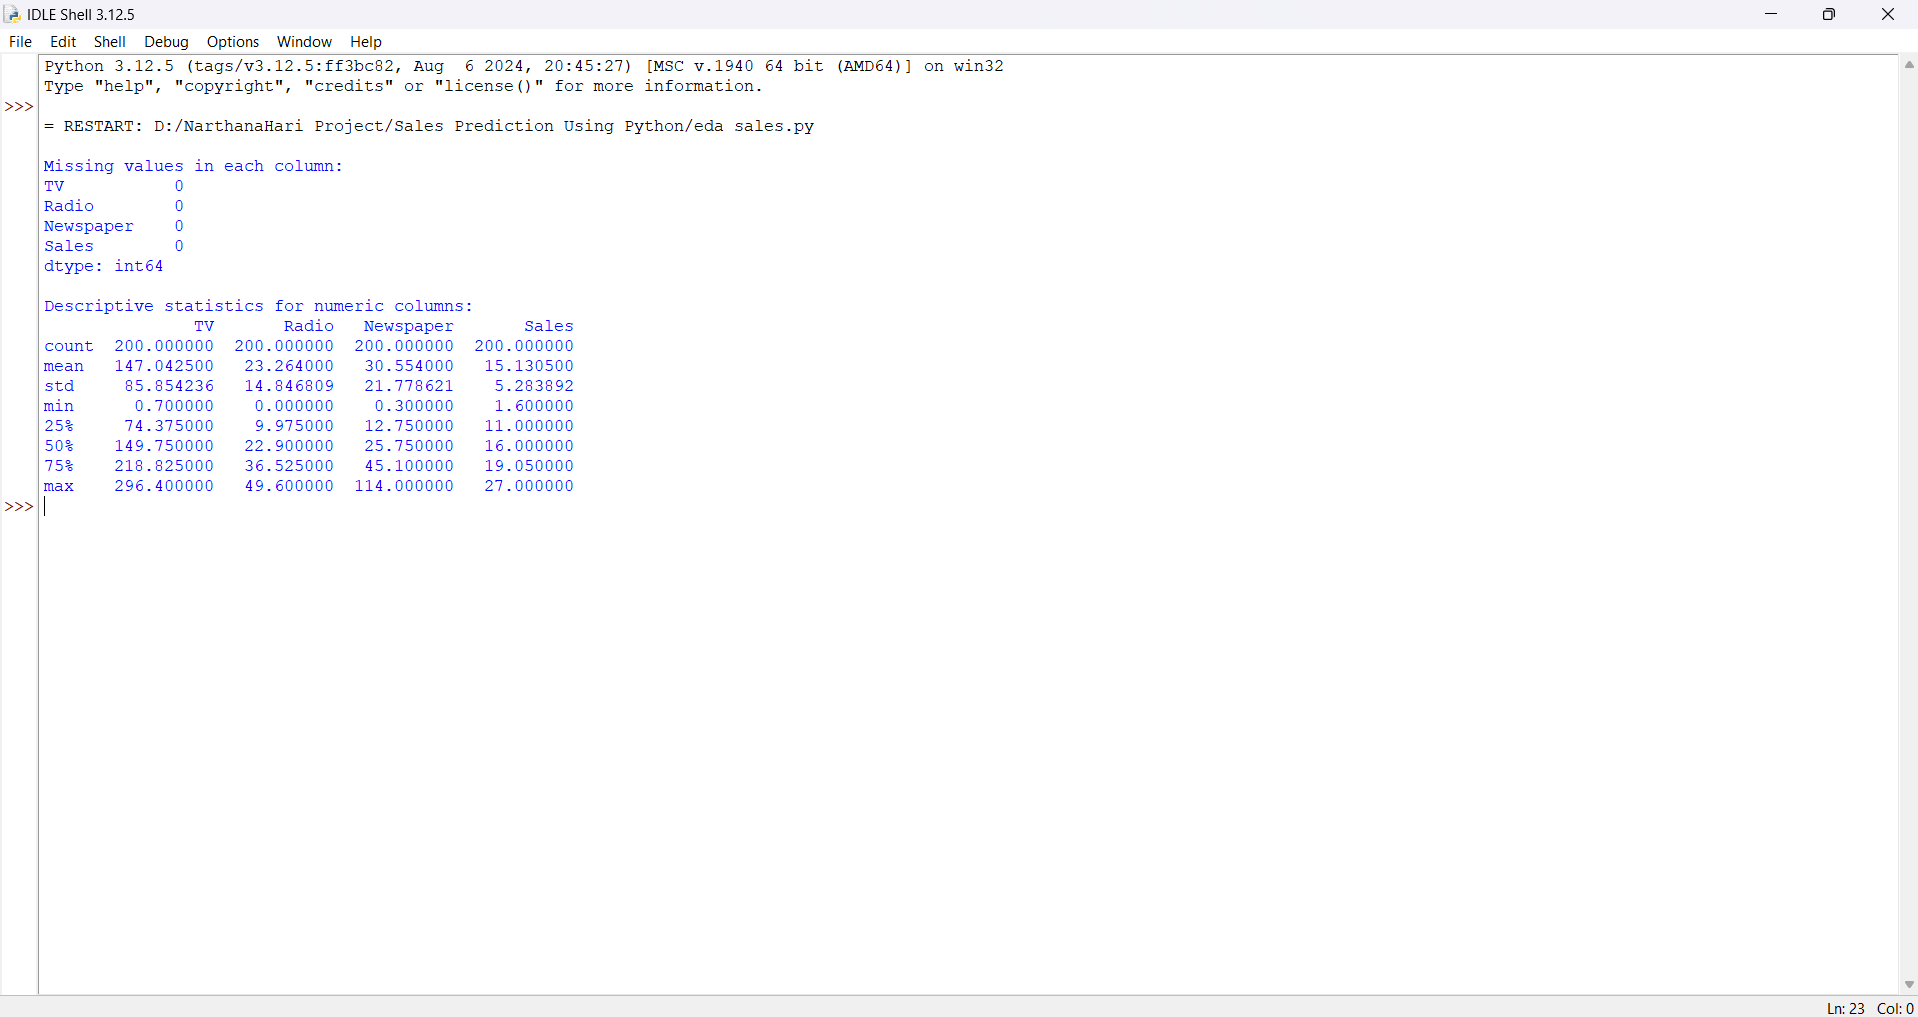 IDLE Shell 3.12.5
File Edit Shell Debug Options Window Help
Python 3.12.5 (tags/v3.12.5:ff3bc82, Aug  6 2024, 20:45:27) [MSC v.1940 64 bit (AMD64)] on win32
Type "help", "copyright", "credits" or "license()" for more information.
>>>
= RESTART: D:/NarthanaHari Project/Sales Prediction Using Python/eda sales.py
Missing values in each column:
TV           0
Radio        0
Newspaper    0
Sales        0
dtype: int64
Descriptive statistics for numeric columns:
               TV       Radio   Newspaper       Sales
count  200.000000  200.000000  200.000000  200.000000
mean   147.042500   23.264000   30.554000   15.130500
std     85.854236   14.846809   21.778621    5.283892
min      0.700000    0.000000    0.300000    1.600000
25%     74.375000    9.975000   12.750000   11.000000
50%    149.750000   22.900000   25.750000   16.000000
75%    218.825000   36.525000   45.100000   19.050000
max    296.400000   49.600000  114.000000   27.000000
>>>
Ln: 23 Col: 0